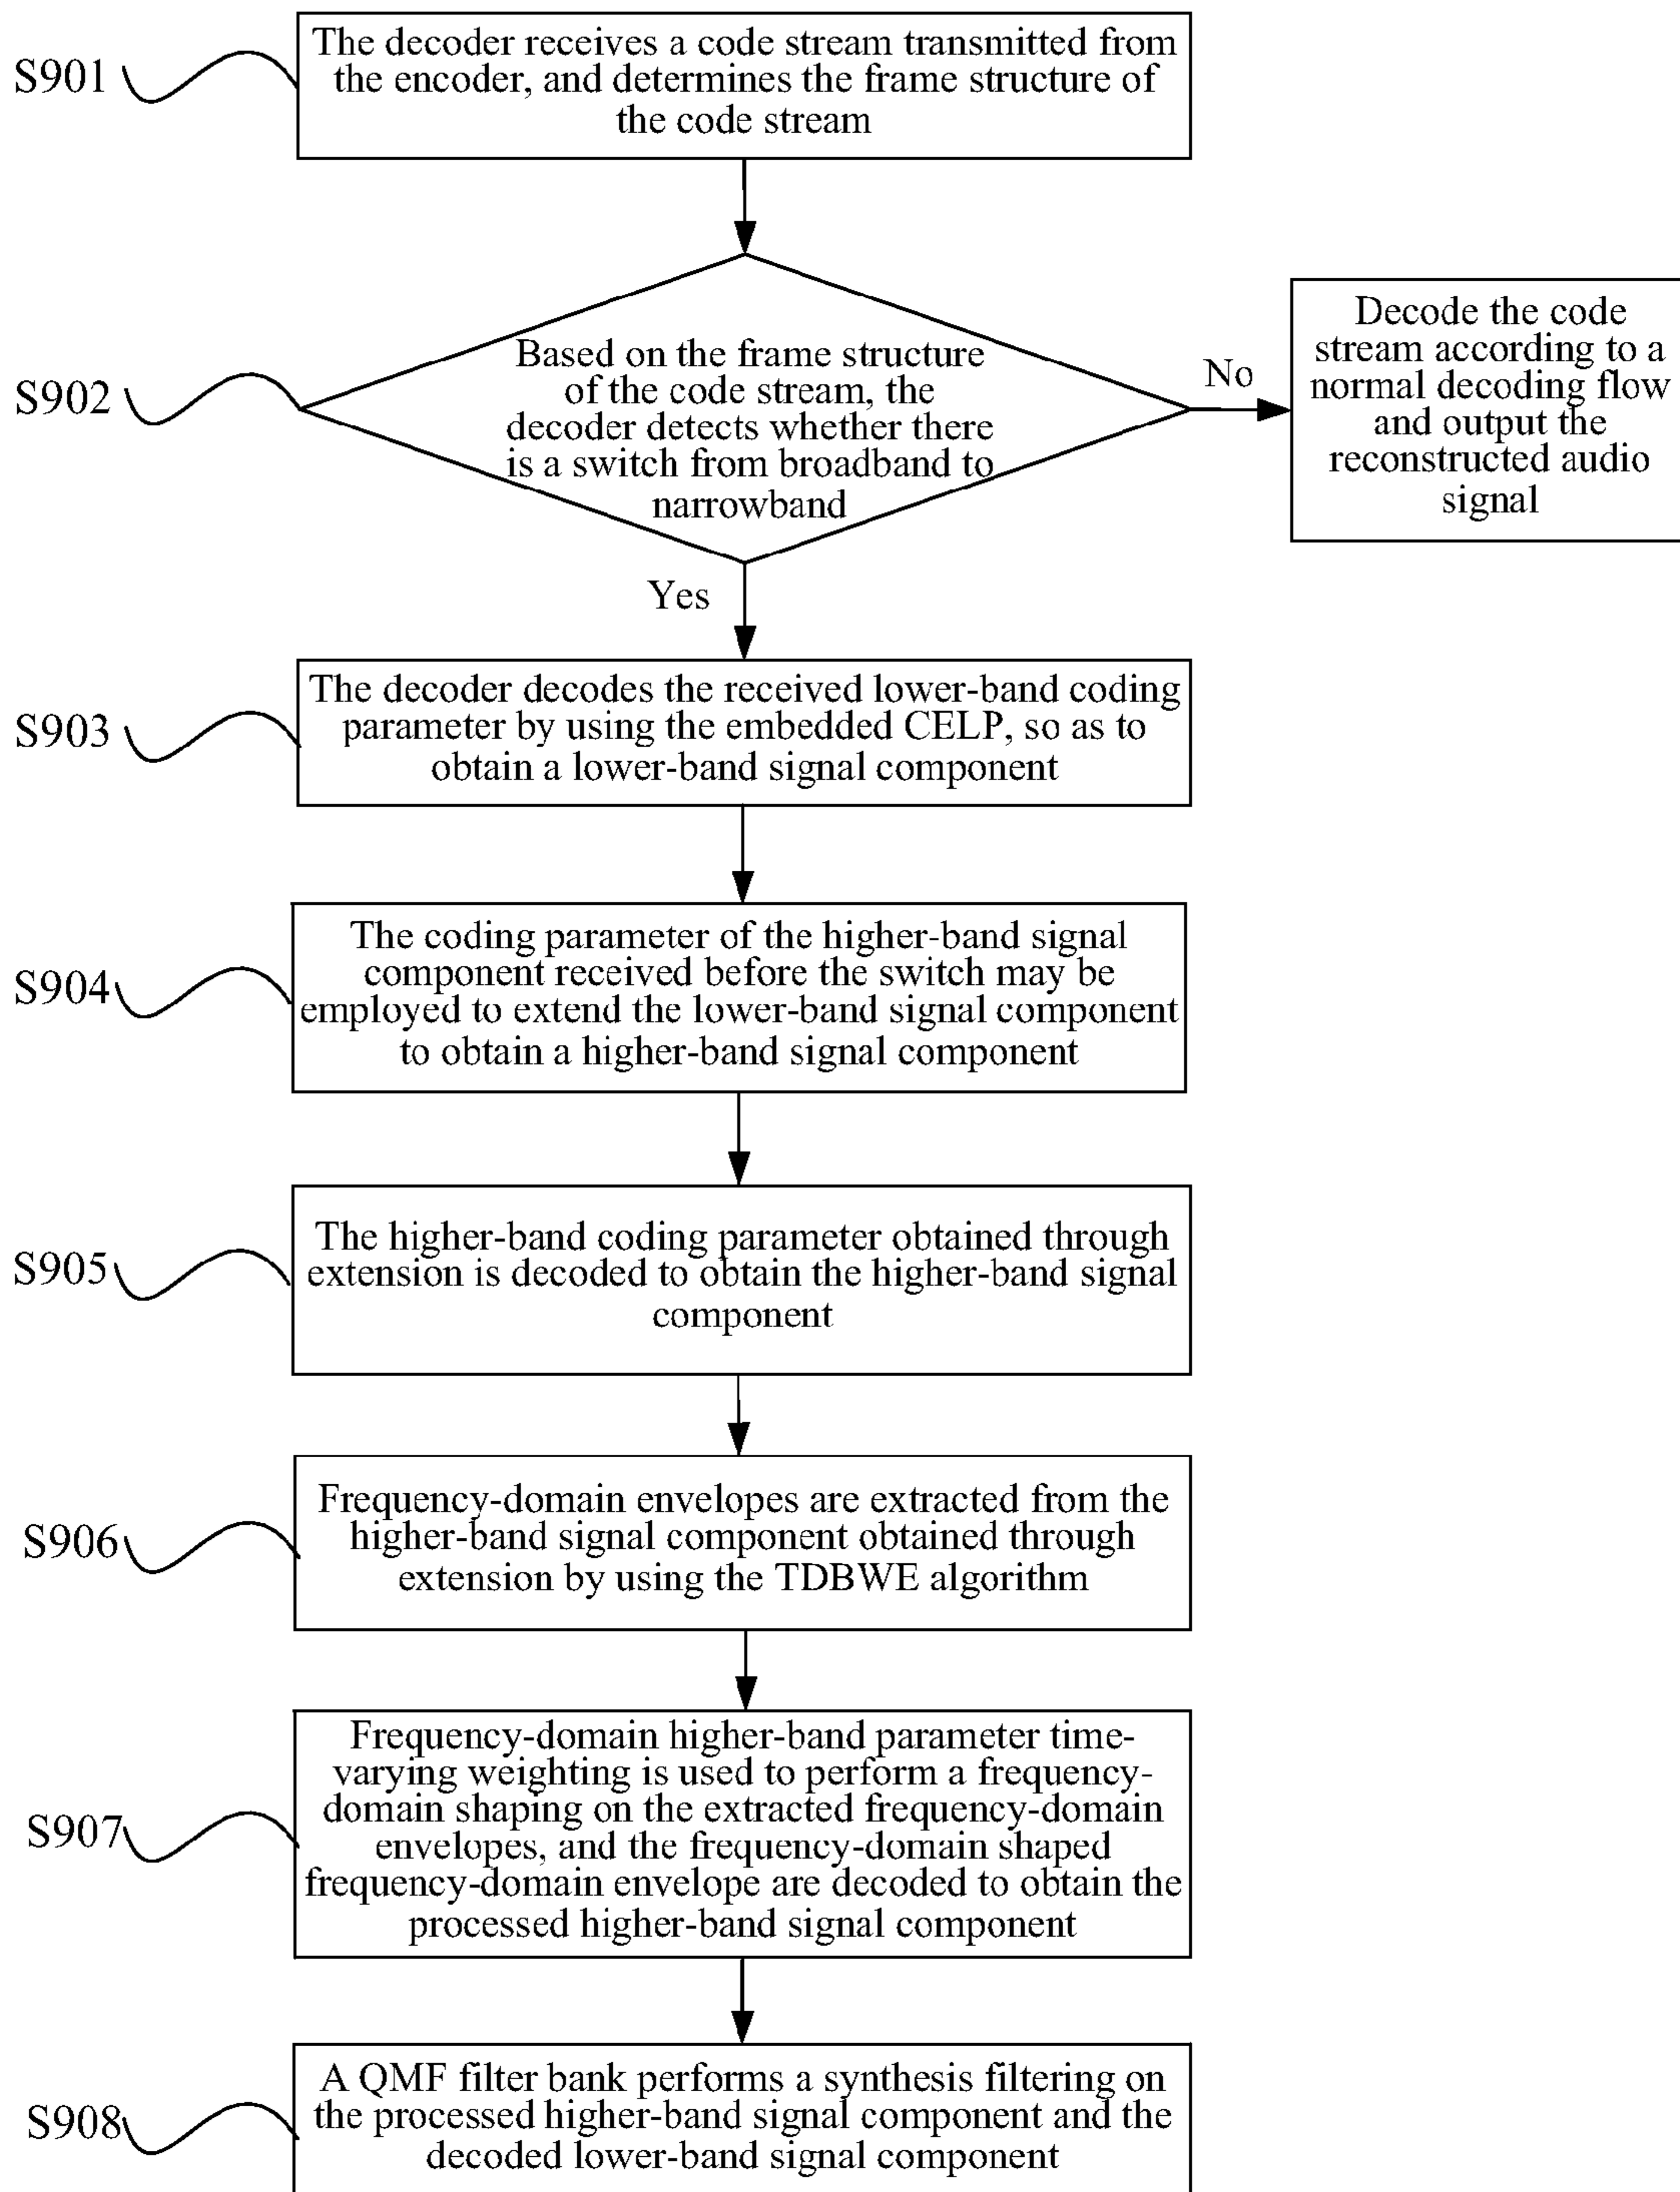 S901
The decoder receives a code stream transmitted from
the encoder, and determines the frame structure of
the code stream
S902
Based on the frame structure
of the code stream, the
decoder detects whether there
is a switch from broadband to
narrowband
No
Decode the code
stream according to a
normal decoding flow
and output the
reconstructed audio
signal
Yes
S903
The decoder decodes the received lower-band coding
parameter by using the embedded CELP, so as to
obtain a lower-band signal component
S904
The coding parameter of the higher-band signal
component received before the switch may be
employed to extend the lower-band signal component
to obtain a higher-band signal component
S905
The higher-band coding parameter obtained through
extension is decoded to obtain the higher-band signal
component
S906
Frequency-domain envelopes are extracted from the
higher-band signal component obtained through
extension by using the TDBWE algorithm
S907
Frequency-domain higher-band parameter time-
varying weighting is used to perform a frequency-
domain shaping on the extracted frequency-domain
envelopes, and the frequency-domain shaped
frequency-domain envelope are decoded to obtain the
processed higher-band signal component
S908
A QMF filter bank performs a synthesis filtering on
the processed higher-band signal component and the
decoded lower-band signal component